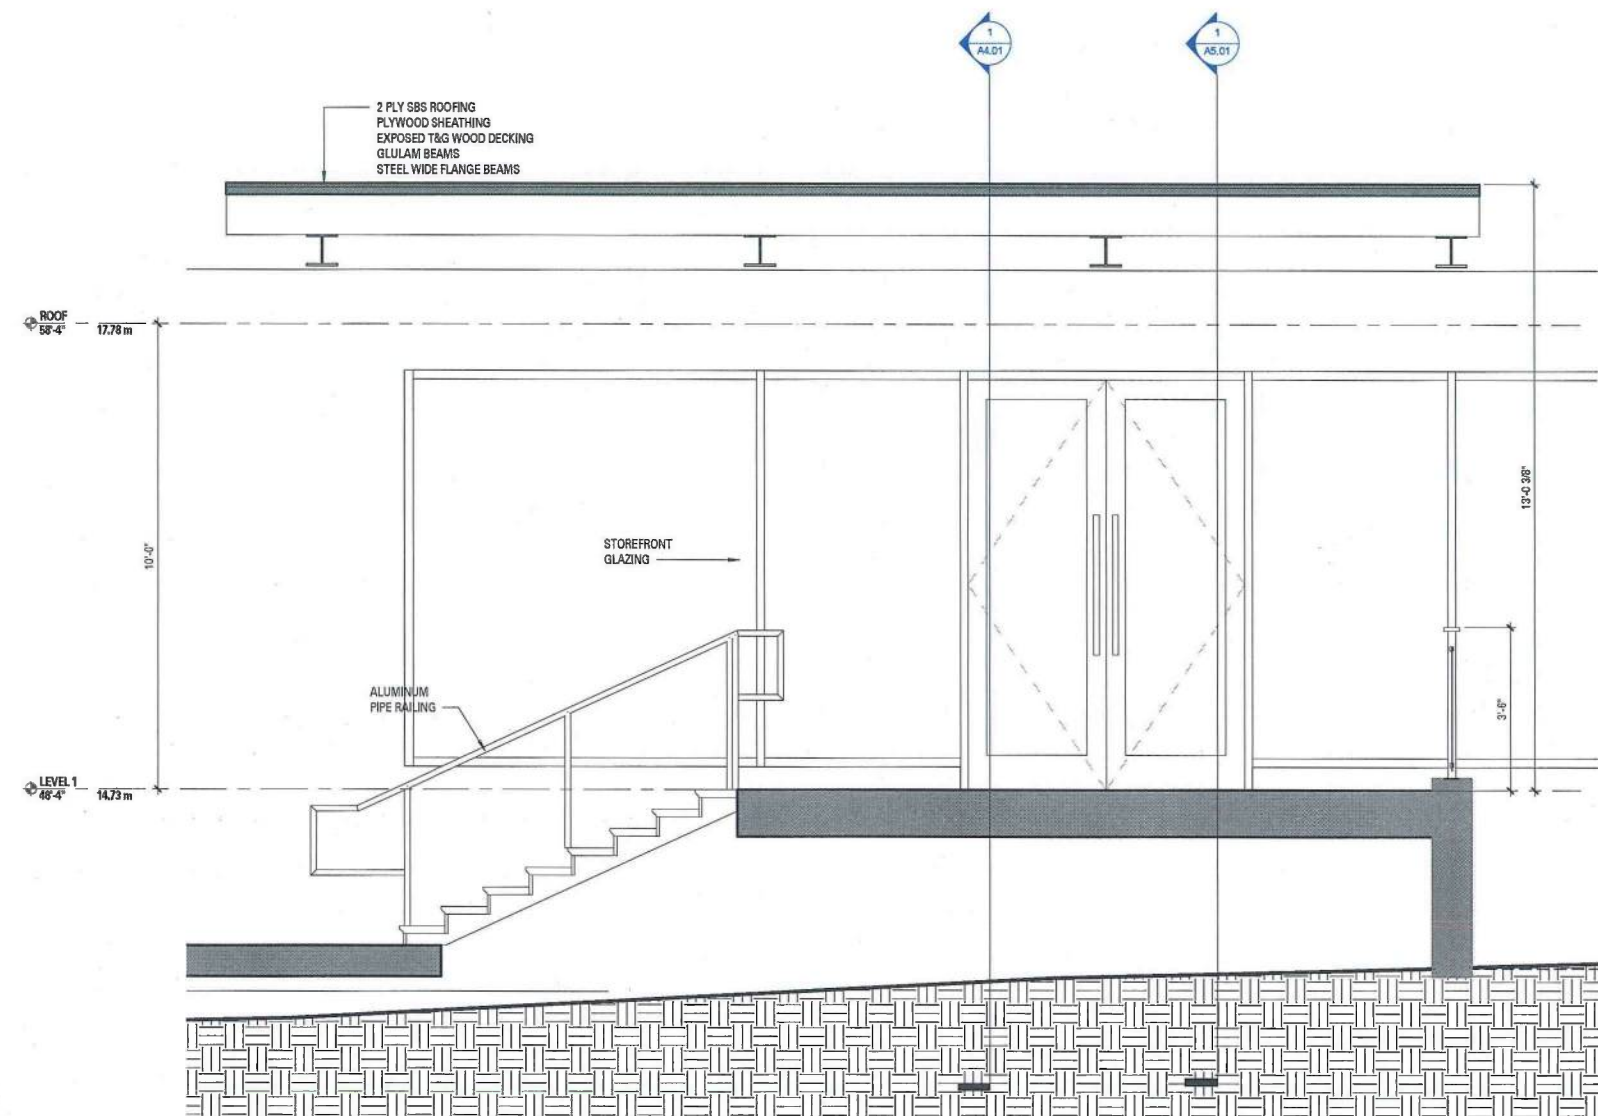 1
A4.01
1
A5.01
2 PLY SBS ROOFING
PLYWOOD SHEATHING
EXPOSED T&G WOOD DECKING
GLULAM BEAMS
STEEL WIDE FLANGE BEAMS
ROOF
58'-4"
17.78 m
10'-0"
STOREFRONT
GLAZING
13'-0 3/8"
ALUMINUM
PIPE RAILING
3'-6"
LEVEL 1
48'-4"
14.73 m